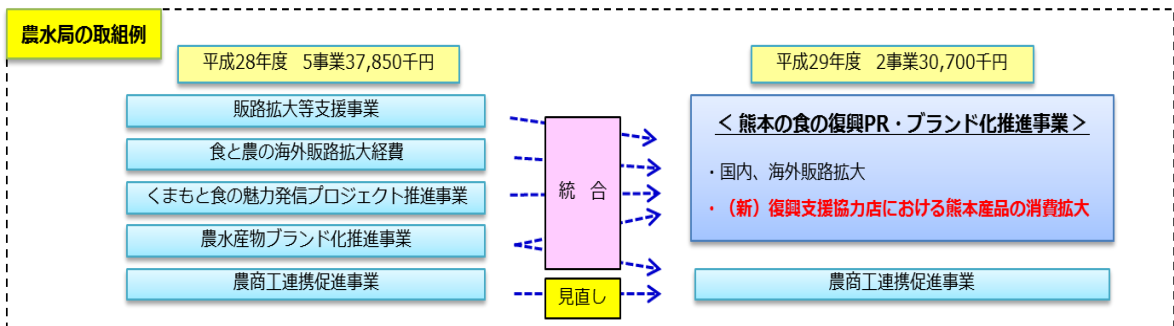 農水局の取組例
平成28年度 5事業37,850千円
平成29年度 2事業30,700千円
販路拡大等支援事業
食と農の海外販路拡大経費
くまもと食の魅力発信プロジェクト推進事業
農水産物ブランド化推進事業
農商工連携促進事業
統 合
見直し
＜ 熊本の食の復興PR・ブランド化推進事業＞
・国内、海外販路拡大
・（新）復興支援協力店における熊本産品の消費拡大
農商工連携促進事業